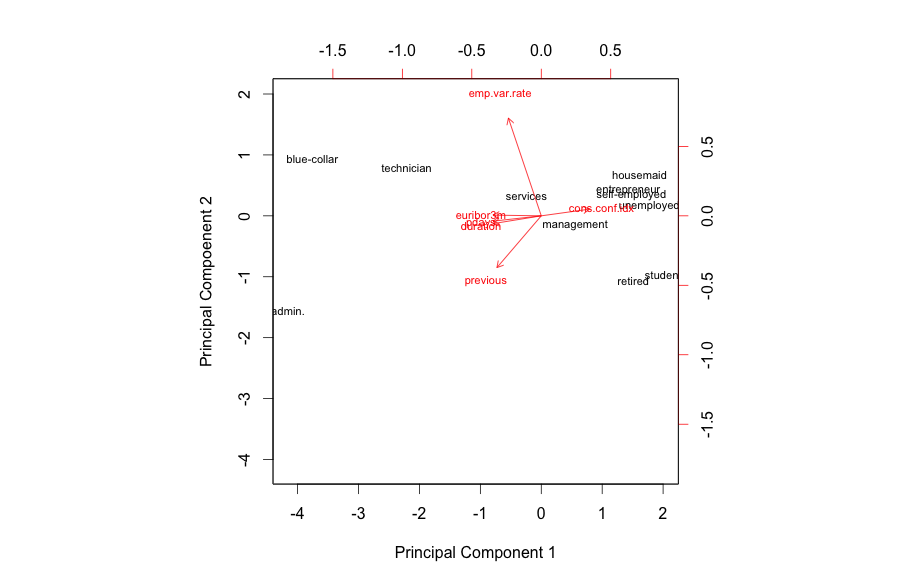 -1.5 -1.0 -0.5 0.0 0.5
2
1
0
-1
-2
-3
-4
Principal Compoenent 2
emp.var.rate
blue-collar
technician
housemaid
entrepreneur
self-employed
services
unemployed
cons.conf.idx
euribor3m
pdays
duration
management
studen
retired
previous
admin.
0.5
0.0
-0.5
-1.0
-1.5
-4 -3 -2 -1 0 1 2
Principal Component 1